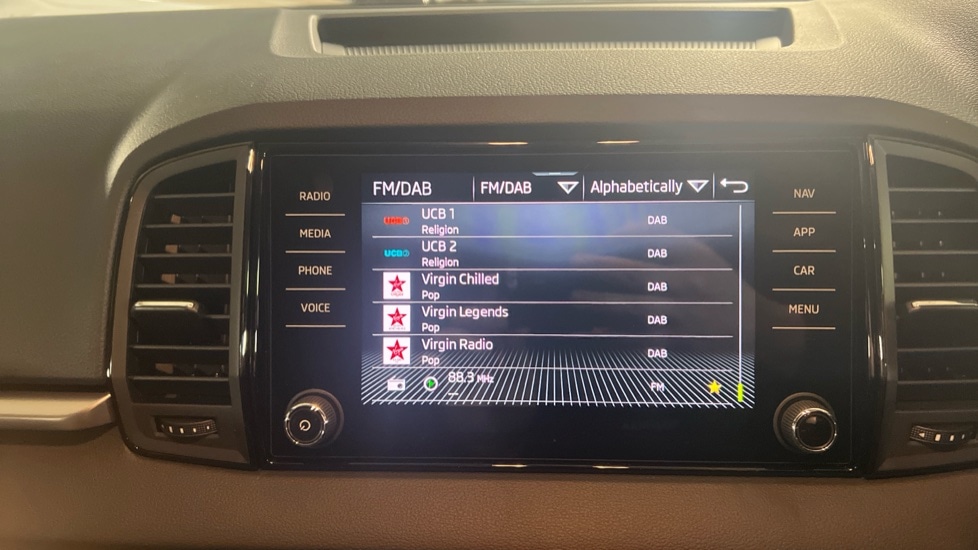 RADIO
MEDIA
PHONE
VOICE
FM/DAB FM/DAB Alphabetically
UCB 1 DAB
Religion
UCB 2 DAB
Religion
Virgin Chilled DAB
Pop
Virgin Legends DAB
Pop
Virgin Radio DAB
Pop
88.3 MHz FM
NAV
APP
CAR
MENU